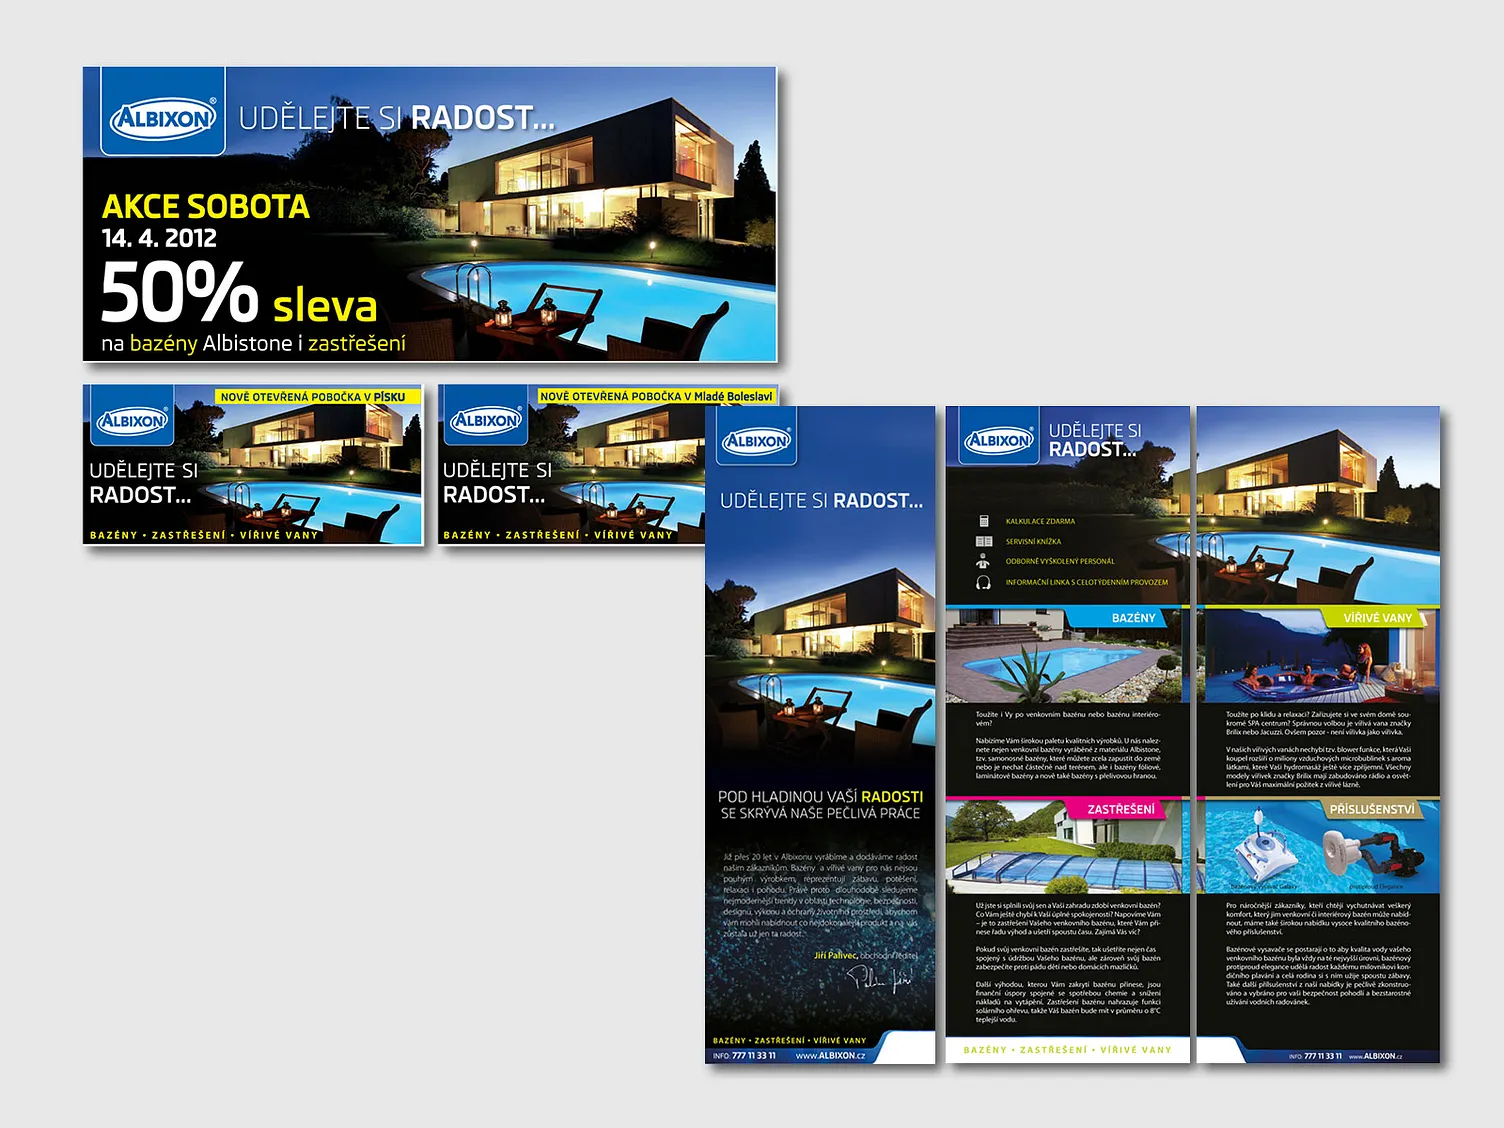 ALBIXON®
UDĚLEJTE SI RADOST...
AKCE SOBOTA
14. 4. 2012
50% sleva
na bazény Albistone i zastřešení
NOVĚ OTEVŘENÁ POBOČKA V PÍSKU
ALBIXON®
UDĚLEJTE SI
RADOST...
BAZÉNY • ZASTŘEŠENÍ • VÍŘIVÉ VANY
NOVĚ OTEVŘENÁ POBOČKA V Mladé Boleslavi
ALBIXON®
UDĚLEJTE SI
RADOST...
BAZÉNY • ZASTŘEŠENÍ • VÍŘIVÉ VANY
ALBIXON®
UDĚLEJTE SI RADOST...
POD HLADINOU VAŠÍ RADOSTI
SE SKRÝVÁ NAŠE PEČLIVÁ PRÁCE
Již přes 20 let v Albixonu vyrábíme a dodáváme radost
našim zákazníkům. Bazény a vířivé vany pro nás nejsou
pouhým výrobkem, reprezentují zábavu, potěšení,
relaxaci i pohodu. Právě proto dlouhodobě sledujeme
nejmodernější trendy v oblasti technologie, bezpečnosti,
designu, výkonu a ochrany životního prostředí, abychom
vám mohli nabídnout co nejdokonalejší produkt a na vás
zůstala už jen ta radost.
Jiří Palivec, obchodní ředitel
BAZÉNY • ZASTŘEŠENÍ • VÍŘIVÉ VANY
INFO: 777 11 33 11 www.ALBIXON.cz
ALBIXON®
UDĚLEJTE SI
RADOST...
KALKULACE ZDARMA
SERVISNÍ KNÍŽKA
ODBORNĚ VYŠKOLENÝ PERSONÁL
INFORMAČNÍ LINKA S CELOTÝDENNÍM PROVOZEM
BAZÉNY
Toužíte i Vy po venkovním bazénu nebo bazénu interiéro-
vém?
Nabízíme Vám širokou paletu kvalitních výrobků. U nás nalez-
nete nejen venkovní bazény vyráběné z materiálu Albistone,
tzv. samonosné bazény, které můžete zcela zapustit do země
nebo je nechat částečně nad terénem, ale i bazény fóliové,
laminátové bazény a nově také bazény s přelivovou hranou.
ZASTŘEŠENÍ
Už jste si splnili svůj sen a Vaši zahradu zdobí venkovní bazén?
Co Vám ještě chybí k Vaší úplné spokojenosti? Napovíme Vám
– je to zastřešení Vašeho venkovního bazénu, které Vám při-
nese řadu výhod a ušetří spoustu času. Zajímá Vás víc?
Pokud svůj venkovní bazén zastřešíte, tak ušetříte nejen čas
spojený s údržbou Vašeho bazénu, ale zároveň svůj bazén
zabezpečíte proti pádu dětí nebo domácích mazlíčků.
Další výhodou, kterou Vám zakrytí bazénu přinese, jsou
finanční úspory spojené se spotřebou chemie a snížení
nákladů na vytápění. Zastřešení bazénu nahrazuje funkci
solárního ohřevu, takže Váš bazén bude mít v průměru o 8°C
teplejší vodu.
BAZÉNY • ZASTŘEŠENÍ • VÍŘIVÉ VANY
VÍŘIVÉ VANY
Toužíte po klidu a relaxaci? Zařizujete si ve svém domě sou-
kromé SPA centrum? Správnou volbou je vířivá vana značky
Brilix nebo Jacuzzi. Ovšem pozor - není vířivka jako vířivka.
V našich vířivých vanách nechybí tzv. blower funkce, která Vaši
koupel rozšíří o miliony vzduchových microbublinek s aroma
látkami, které Vaši hydromasáž ještě více zpříjemní. Všechny
modely vířivek značky Brilix mají zabudováno rádio a osvět-
lení pro Váš maximální požitek z vířivé lázně.
PŘÍSLUŠENSTVÍ
bazénový vysavač Galaxy
protiproud Elegance
Pro náročnější zákazníky, kteří chtějí vychutnávat veškerý
komfort, který jim venkovní či interiérový bazén může nabíd-
nout, máme také širokou nabídku vysoce kvalitního bazéno-
vého příslušenství.
Bazénové vysavače se postarají o to aby kvalita vody vašeho
venkovního bazénu byla vždy na té nejvyšší úrovni, bazénový
protiproud elegance udělá radost každému milovníkovi kon-
dičního plavání a celá rodina si s ním užije spoustu zábavy.
Také další příslušenství z naší nabídky je pečlivě zkonstruo-
váno a vybráno pro vaši bezpečnost pohodlí a bezstarostné
užívání vodních radovánek.
INFO: 777 11 33 11 www.ALBIXON.cz